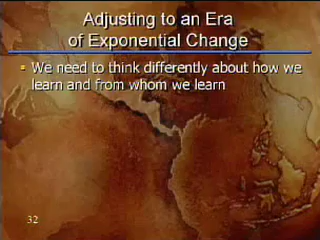 Adjusting to an Era
of Exponential Change
▪ We need to think differently about how we
learn and from whom we learn
32